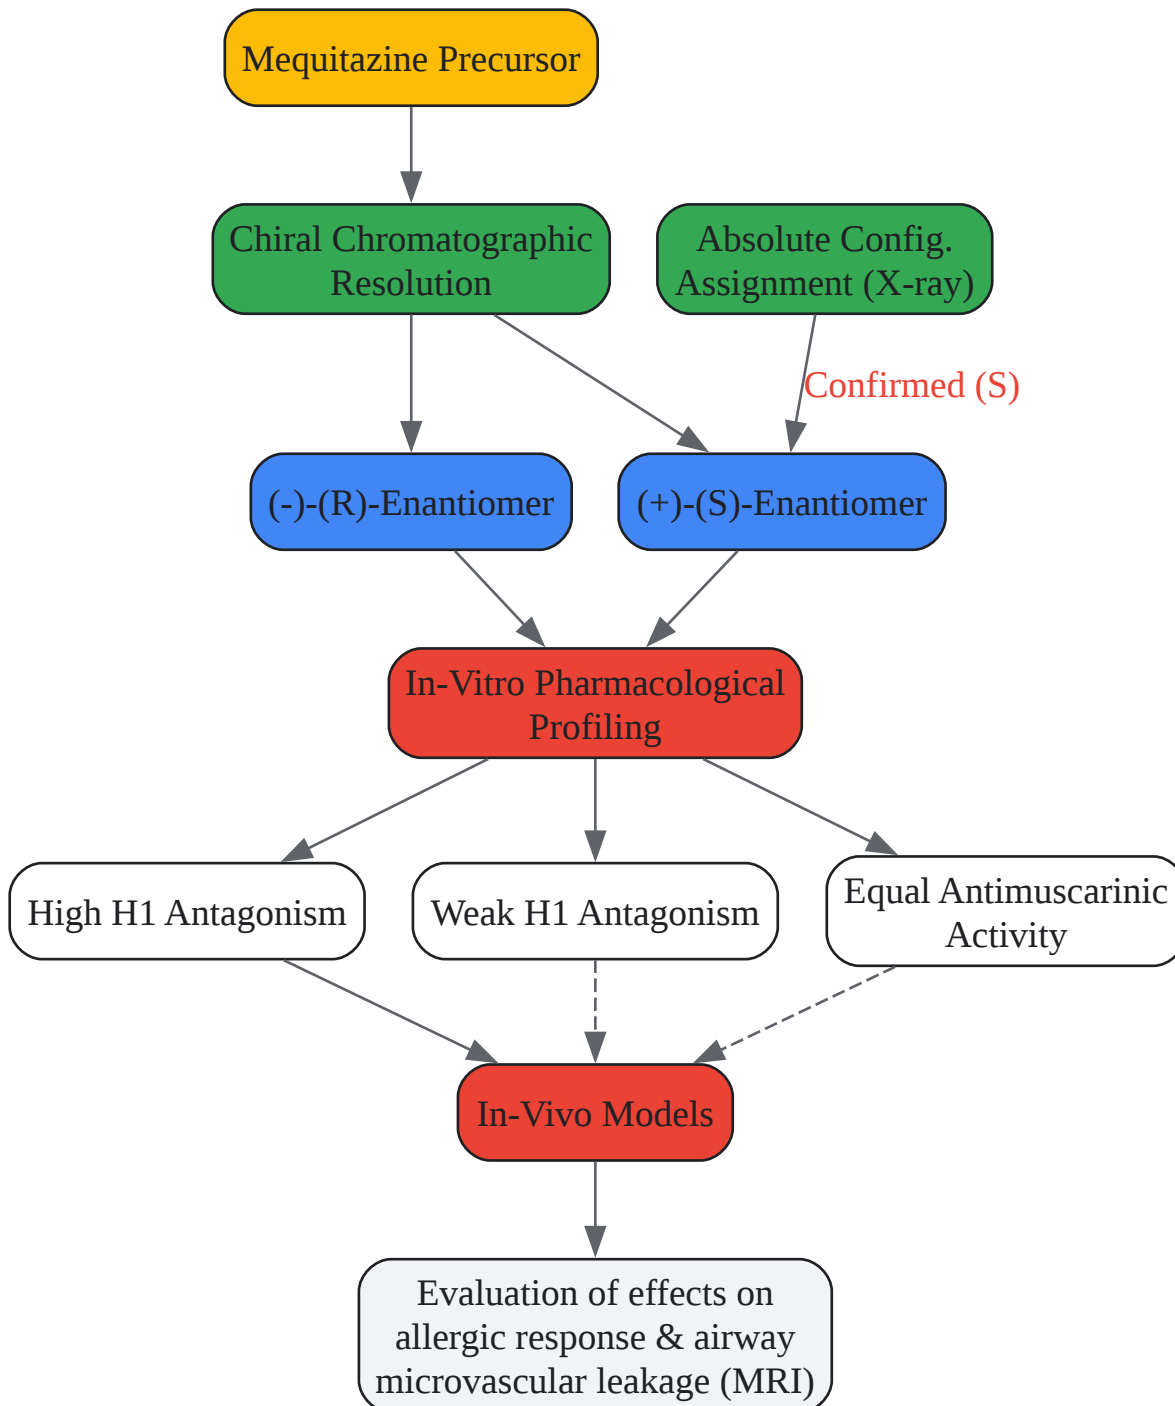 Mequitazine Precursor
Chiral Chromatographic
Resolution
Absolute Config.
Assignment (X-ray)
Confirmed (S)
(-)-(R)-Enantiomer
(+)-(S)-Enantiomer
In-Vitro Pharmacological
Profiling
High H1 Antagonism
Weak H1 Antagonism
Equal Antimuscarinic
Activity
In-Vivo Models
Evaluation of effects on
allergic response & airway
microvascular leakage (MRI)